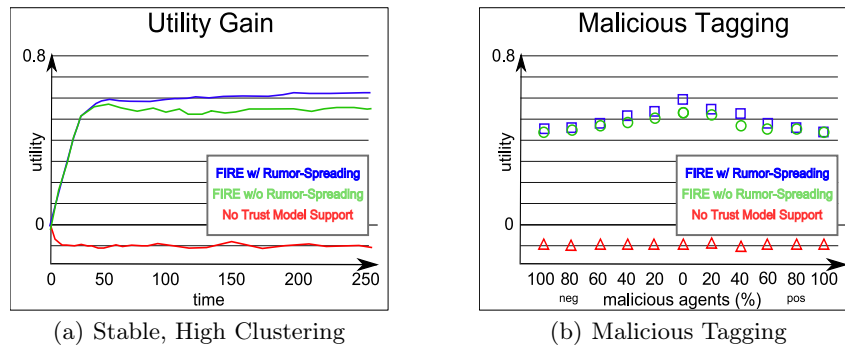 Utility Gain
0.8
utility
0
FIRE w/ Rumor-Spreading
FIRE w/o Rumor-Spreading
No Trust Model Support
0 50 100 150 200 250
time
(a) Stable, High Clustering
Malicious Tagging
0.8
utility
0
FIRE w/ Rumor-Spreading
FIRE w/o Rumor-Spreading
No Trust Model Support
100 80 60 40 20 0 20 40 60 80 100
neg malicious agents (%) pos
(b) Malicious Tagging